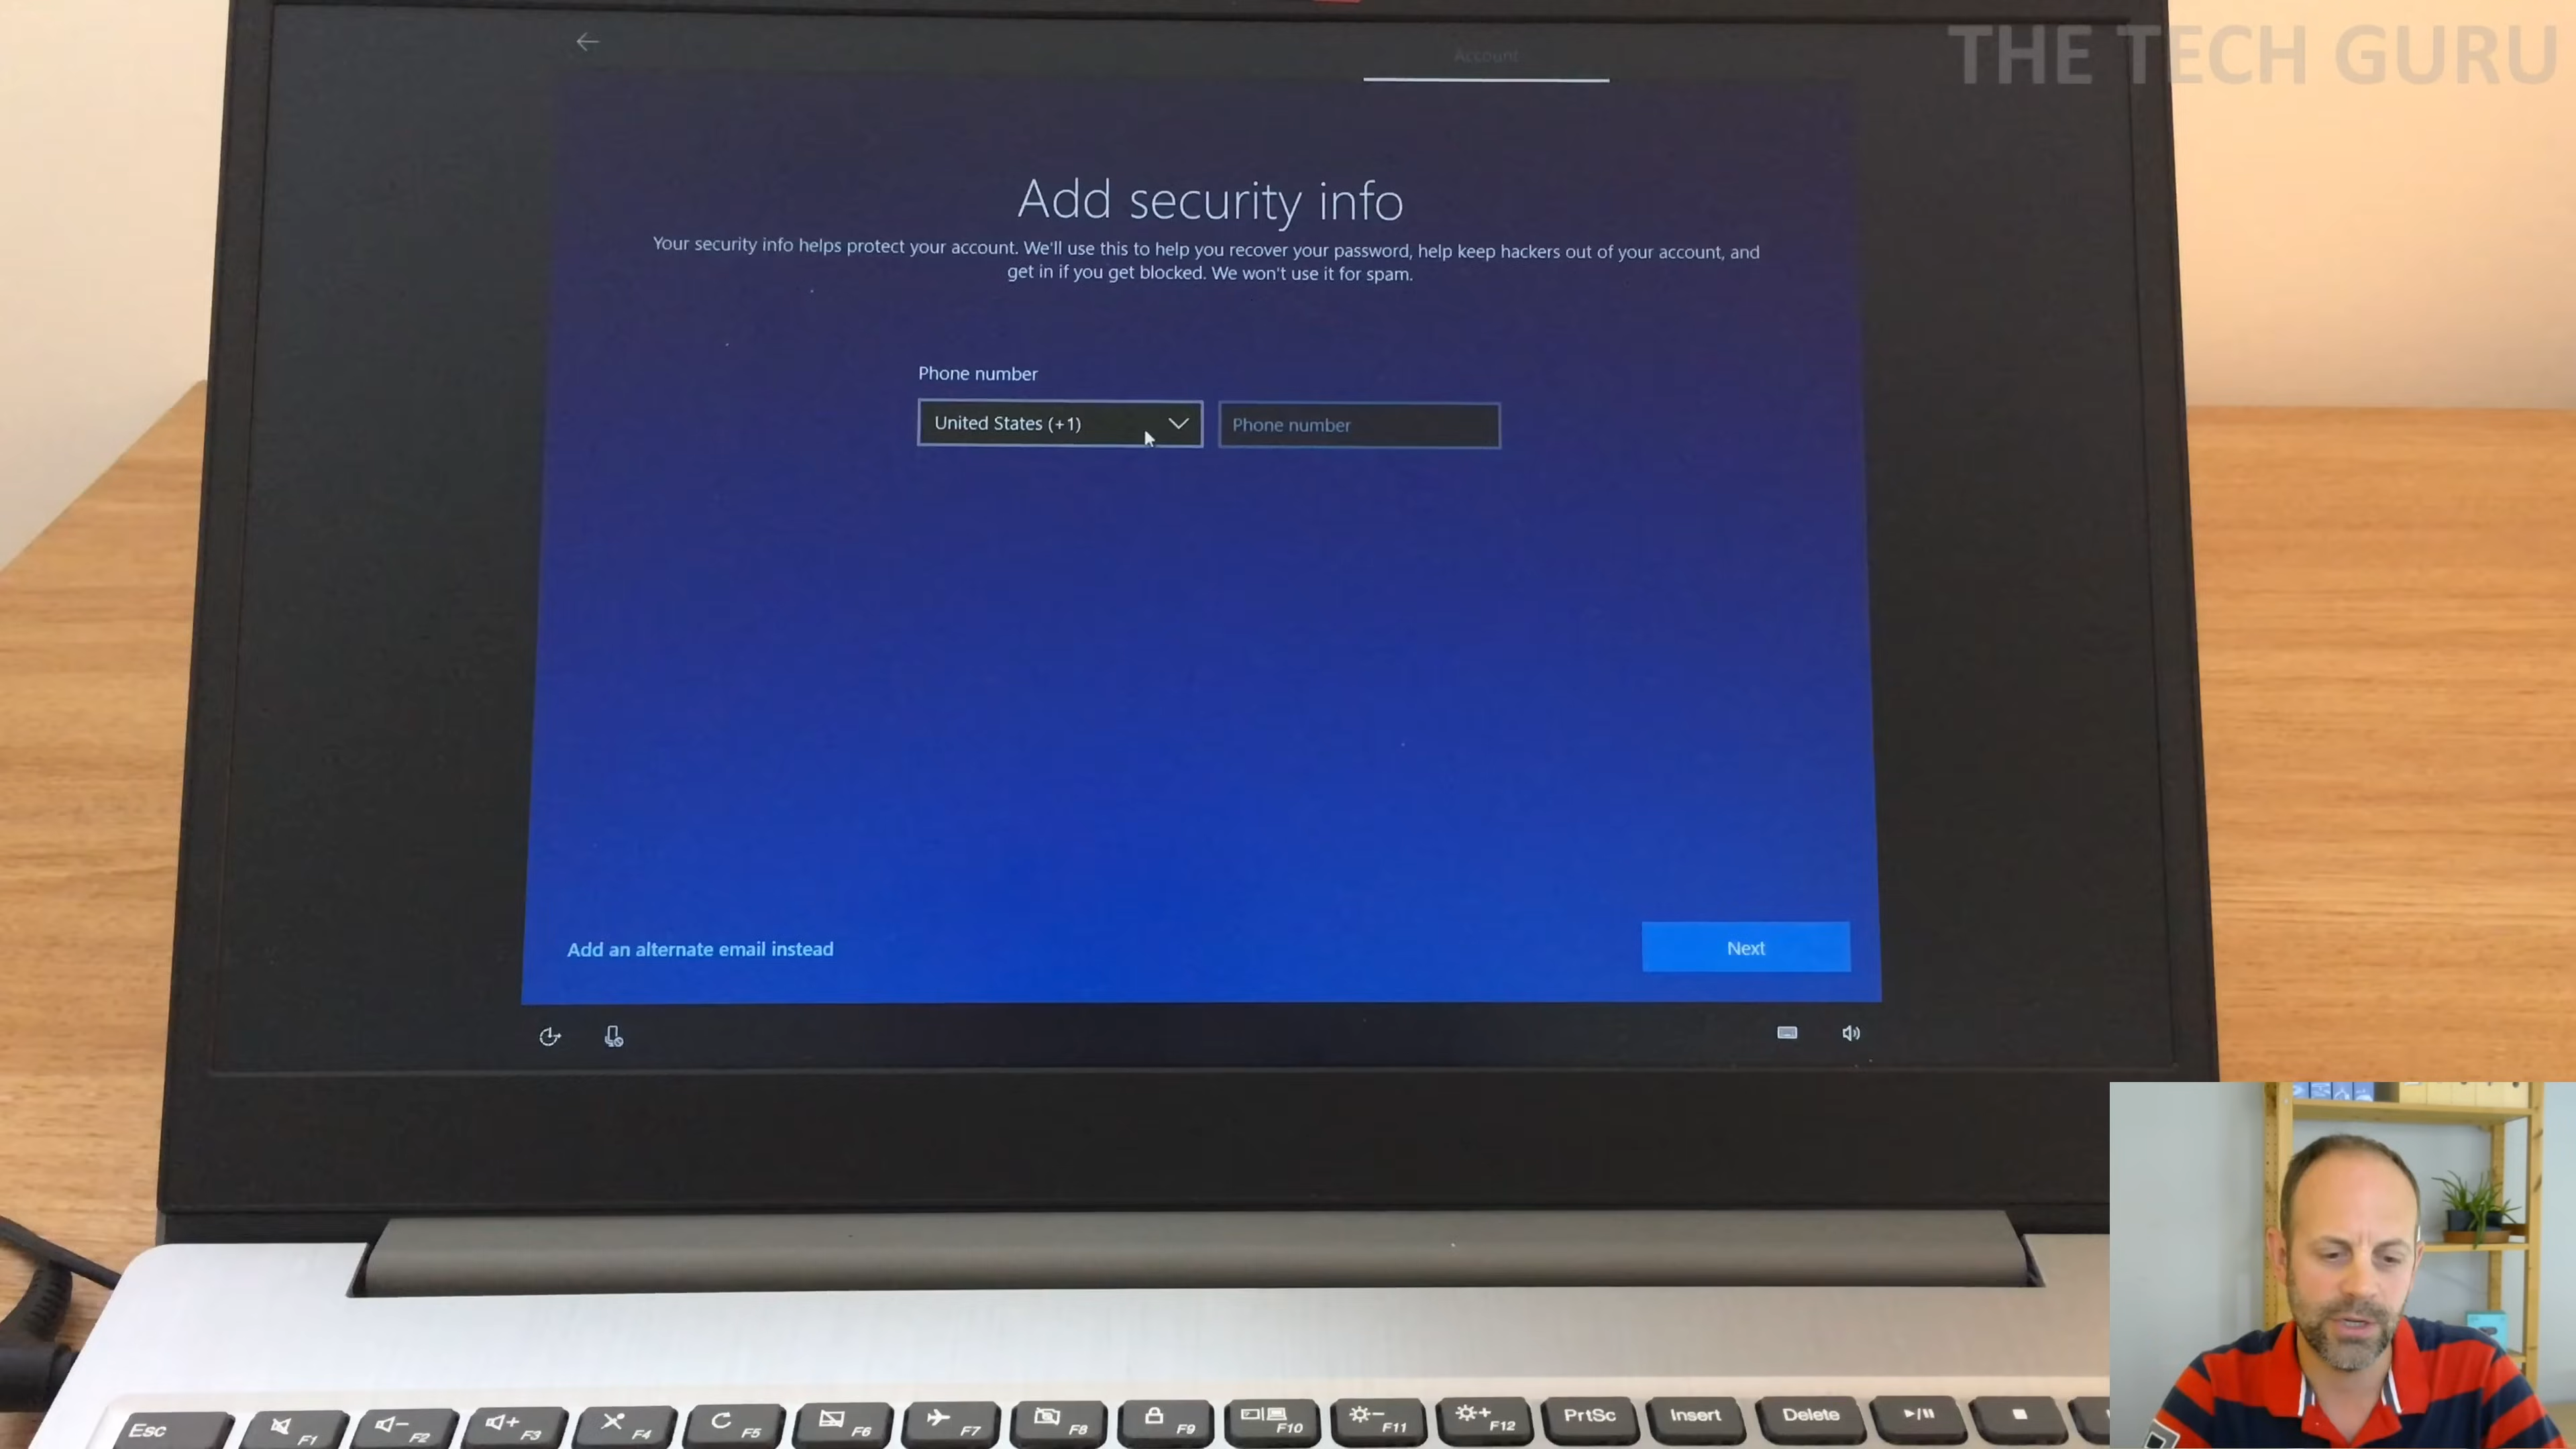 THE TECH GURU
Account
Add security info
Your security info helps protect your account. We'll use this to help you recover your password, help keep hackers out of your account, and
get in if you get blocked. We won't use it for spam.
Phone number
United States (+1)
Phone number
Add an alternate email instead
Next
Esc
F1
F2
F3
F4
F5
F6
F7
F8
F9
F10
F11
F12
PrtSc
Insert
Delete